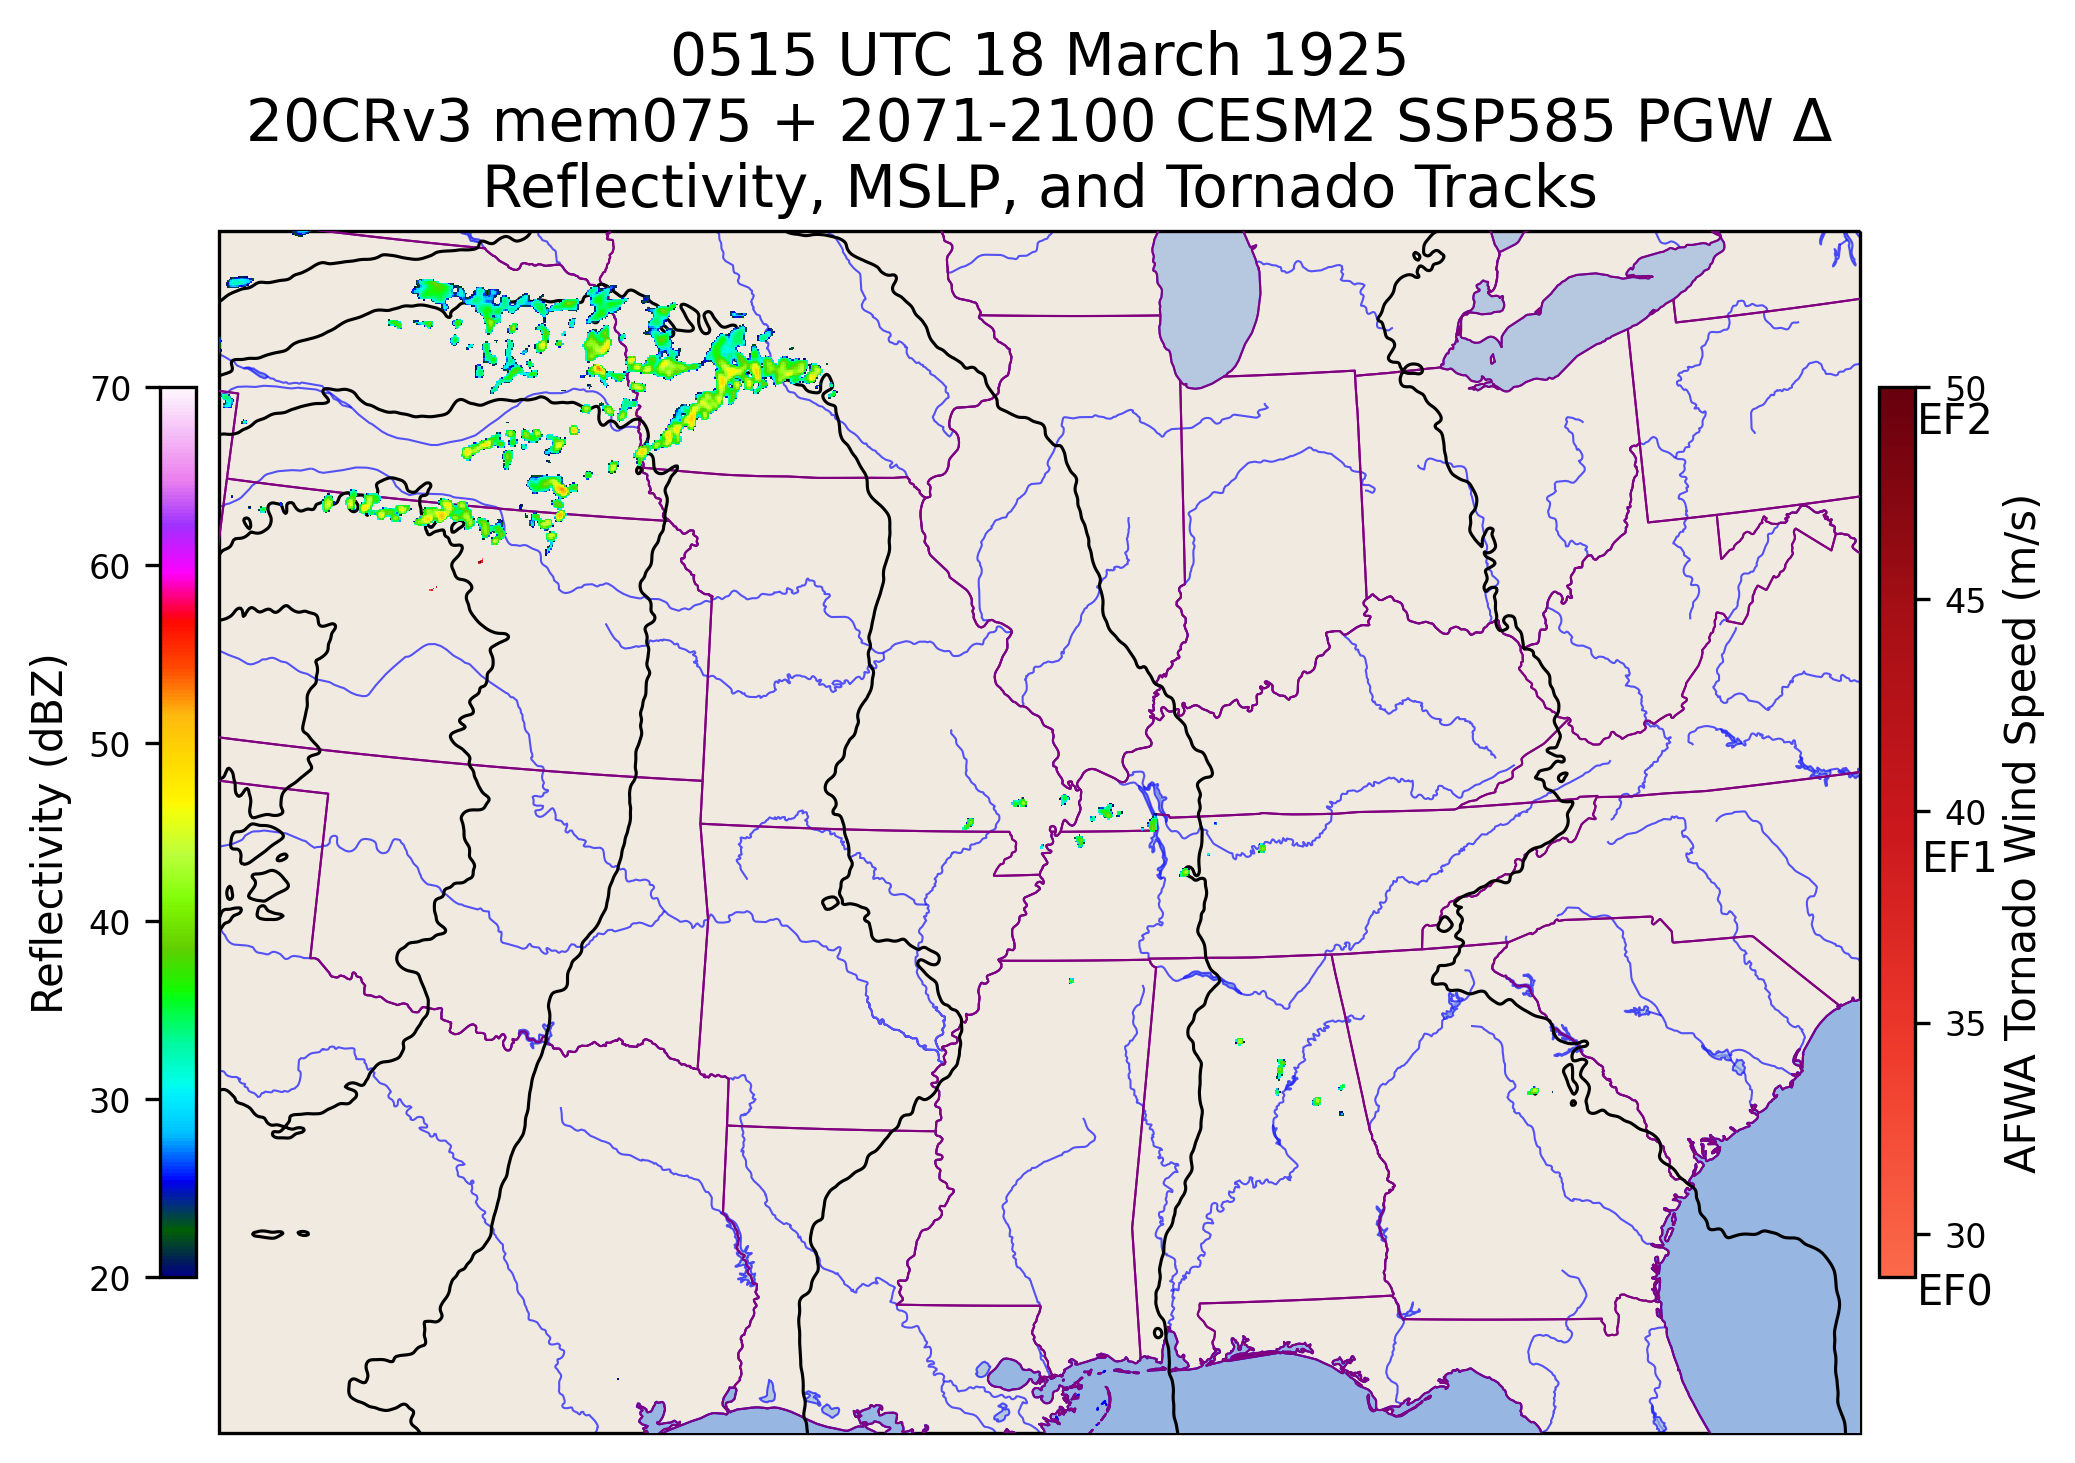 0515 UTC 18 March 1925
20CRv3 mem075 + 2071-2100 CESM2 SSP585 PGW Δ
Reflectivity, MSLP, and Tornado Tracks
Reflectivity (dBZ)
70
60
50
40
30
20
50
EF2
45
40
EF1
35
30
EF0
AFWA Tornado Wind Speed (m/s)